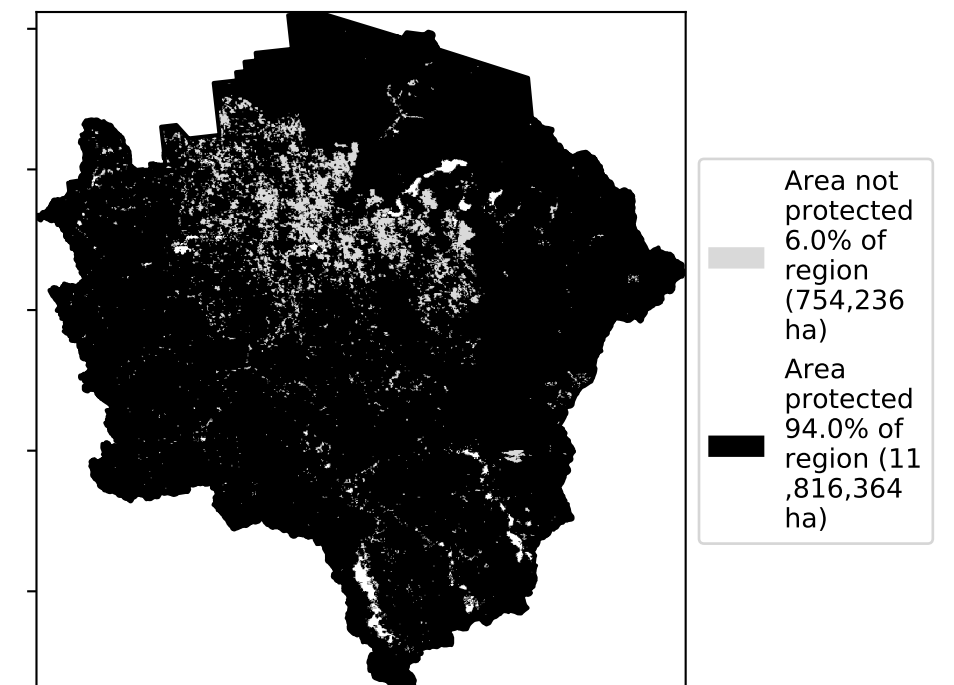 Area not
protected
6.0% of
region
(754,236
ha)
Area
protected
94.0% of
region (11
,816,364
ha)